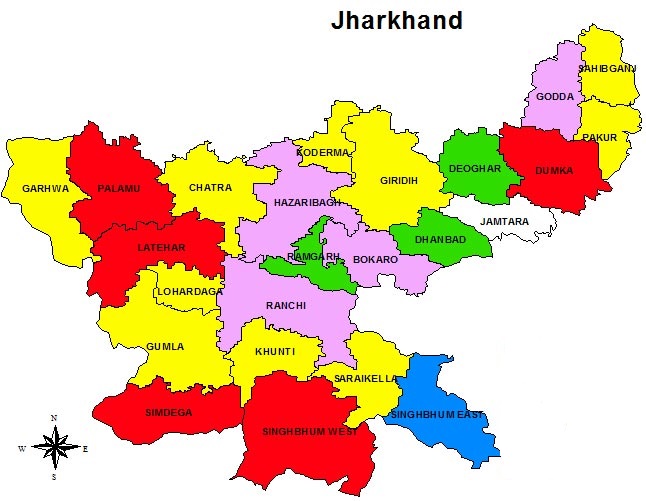 Jharkhand
SAHIBGANJ
GODDA
PAKUR
KODERMA
DEOGHAR
DUMKA
GARHWA
PALAMU
CHATRA
GIRIDIH
HAZARIBAGH
JAMTARA
LATEHAR
DHANBAD
RAMGARH
BOKARO
LOHARDAGA
RANCHI
GUMLA
KHUNTI
SARAIKELLA
SIMDEGA
SINGHBHUM EAST
SINGHBHUM WEST
N
W
E
S